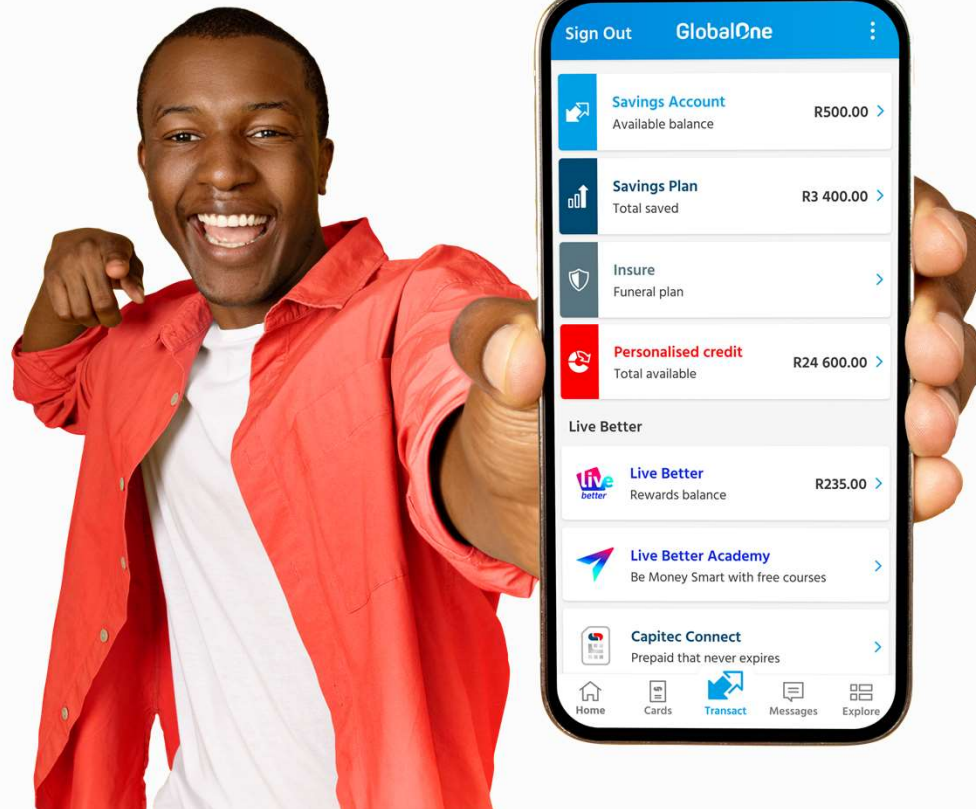 Sign Out GlobalOne
Savings Account
Available balance
R500.00
Savings Plan
Total saved
R3 400.00
Insure
Funeral plan
Personalised credit
Total available
R24 600.00
Live Better
live
better
Live Better
Rewards balance
R235.00
Live Better Academy
Be Money Smart with free courses
Capitec Connect
Prepaid that never expires
Home Cards Transact Messages Explore